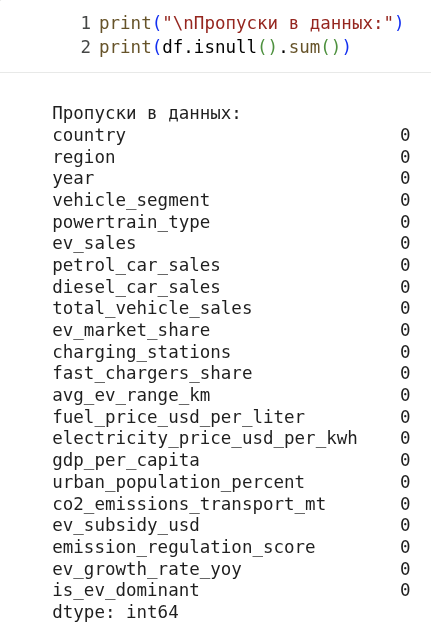 1 print("\nПропуски в данных:")
2 print(df.isnull().sum())
Пропуски в данных:
country 0
region 0
year 0
vehicle_segment 0
powertrain_type 0
ev_sales 0
petrol_car_sales 0
diesel_car_sales 0
total_vehicle_sales 0
ev_market_share 0
charging_stations 0
fast_chargers_share 0
avg_ev_range_km 0
fuel_price_usd_per_liter 0
electricity_price_usd_per_kwh 0
gdp_per_capita 0
urban_population_percent 0
co2_emissions_transport_mt 0
ev_subsidy_usd 0
emission_regulation_score 0
ev_growth_rate_yoy 0
is_ev_dominant 0
dtype: int64